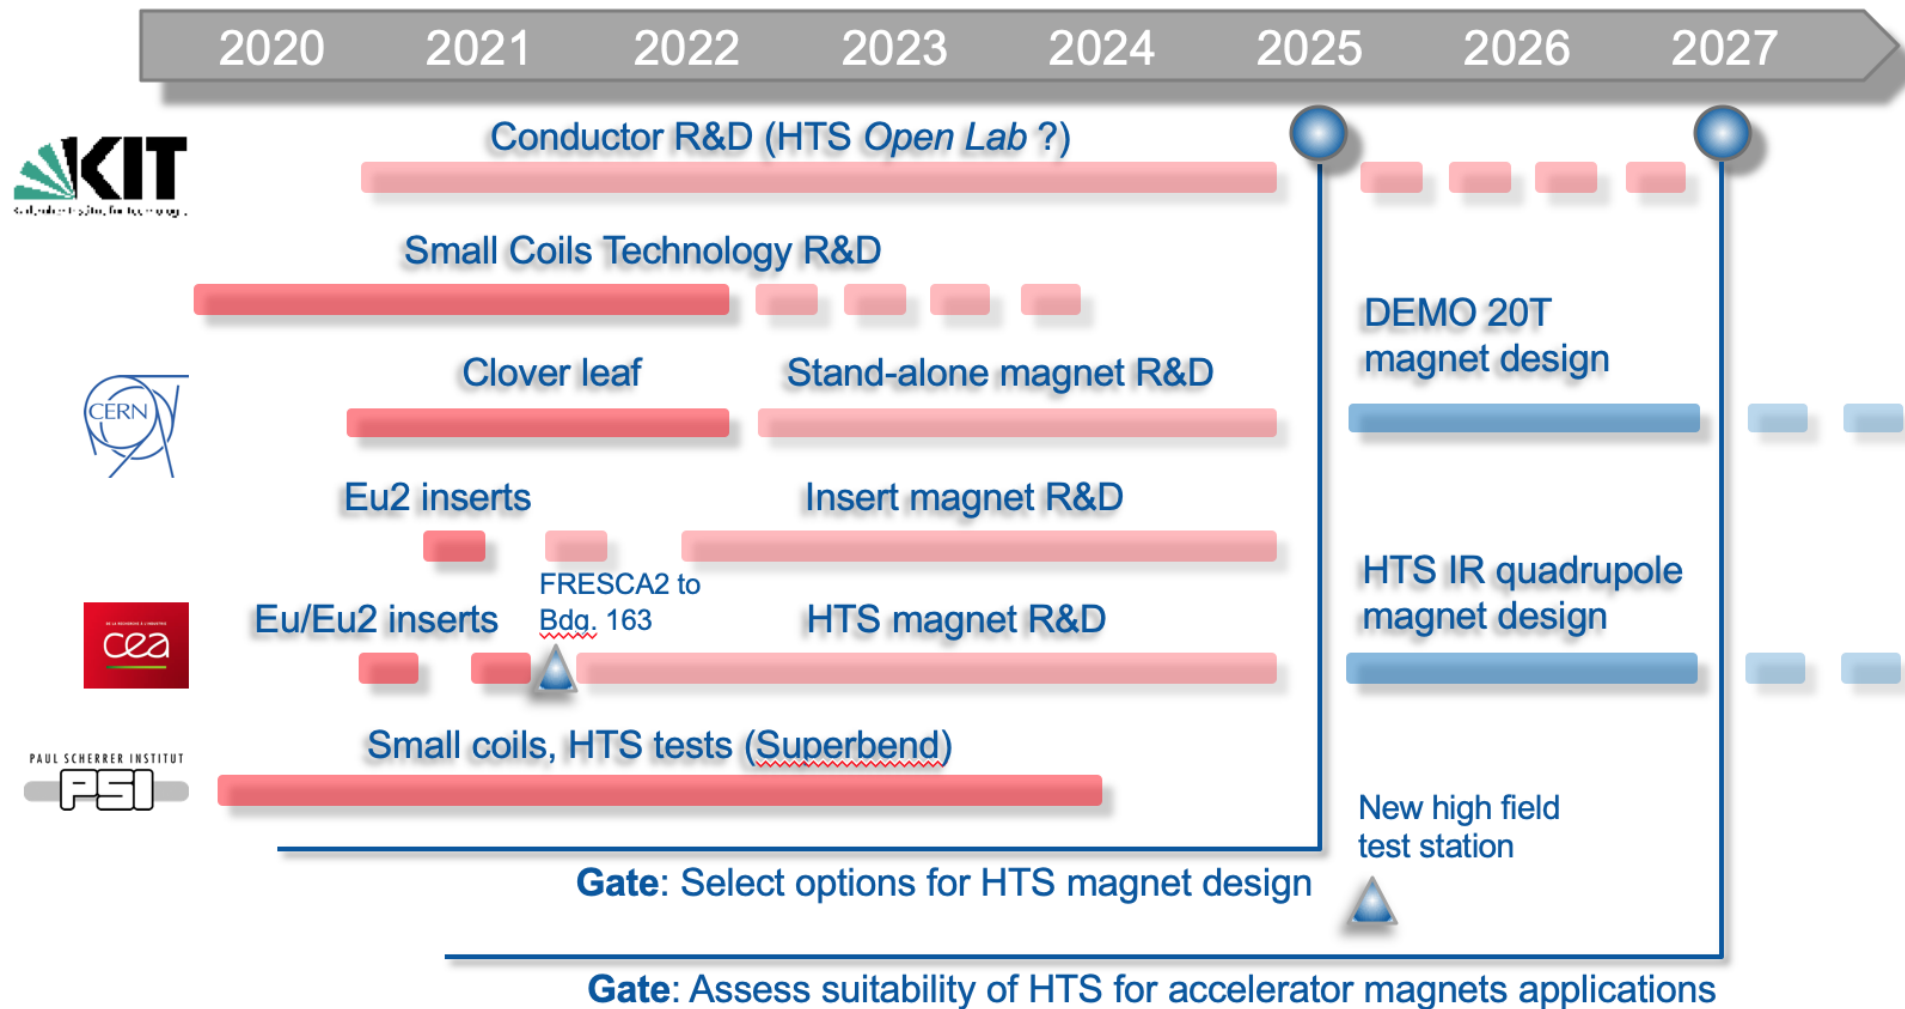 2020 2021 2022 2023 2024 2025 2026 2027
KIT
Conductor R&D (HTS Open Lab ?)
Small Coils Technology R&D
DEMO 20T
magnet design
Clover leaf
Stand-alone magnet R&D
CERN
Eu2 inserts
Insert magnet R&D
FRESCA2 to
Bdg. 163
HTS IR quadrupole
magnet design
Eu/Eu2 inserts
HTS magnet R&D
cea
Small coils, HTS tests (Superbend)
PAUL SCHERRER INSTITUT
PSI
New high field
test station
Gate: Select options for HTS magnet design
Gate: Assess suitability of HTS for accelerator magnets applications